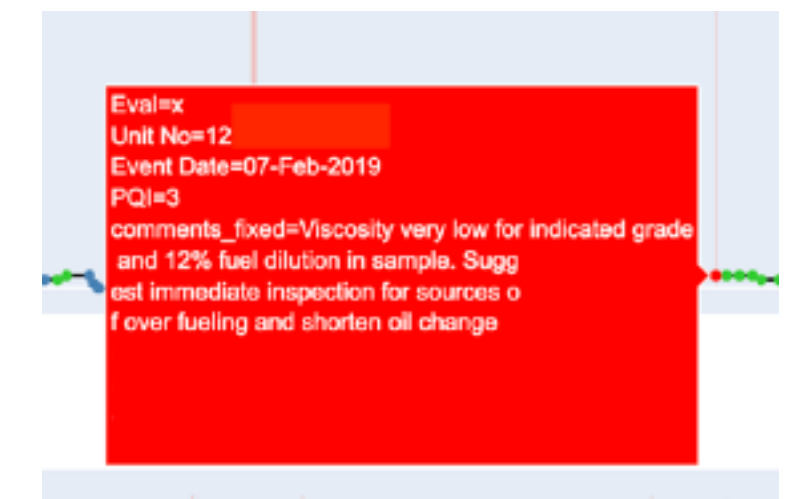 Eval=x
Unit No=12
Event Date=07-Feb-2019
PQI=3
comments_fixed=Viscosity very low for indicated grade
and 12% fuel dilution in sample. Sugg
est immediate inspection for sources o
f over fueling and shorten oil change